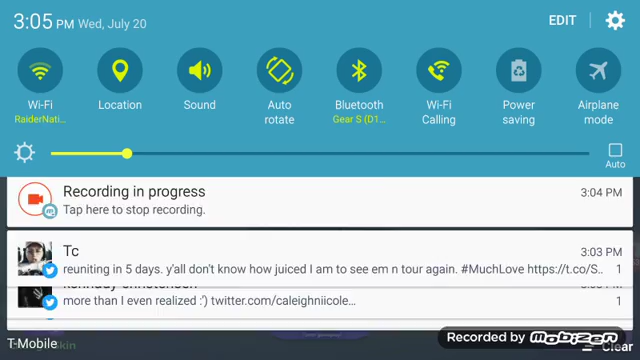 3:05 PM Wed, July 20
EDIT
Wi-Fi
RaiderNati...
Location
Sound
Auto
rotate
Bluetooth
Gear S (D1...
Wi-Fi
Calling
Power
saving
Airplane
mode
Auto
Recording in progress
3:04 PM
Tap here to stop recording.
Tc
3:03 PM
reuniting in 5 days. y'all don't know how juiced I am to see em n tour again. #MuchLove https://t.co/S..
1
more than I even realized :') twitter.com/caleighniicole...
1
T-Mobile
Recorded by
Mobizen
Clear